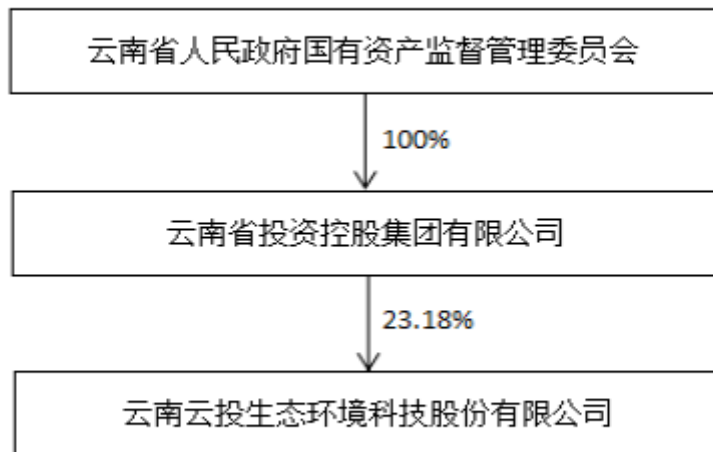 云南省人民政府国有资产监督管理委员会
100%
云南省投资控股集团有限公司
23.18%
云南云投生态环境科技股份有限公司